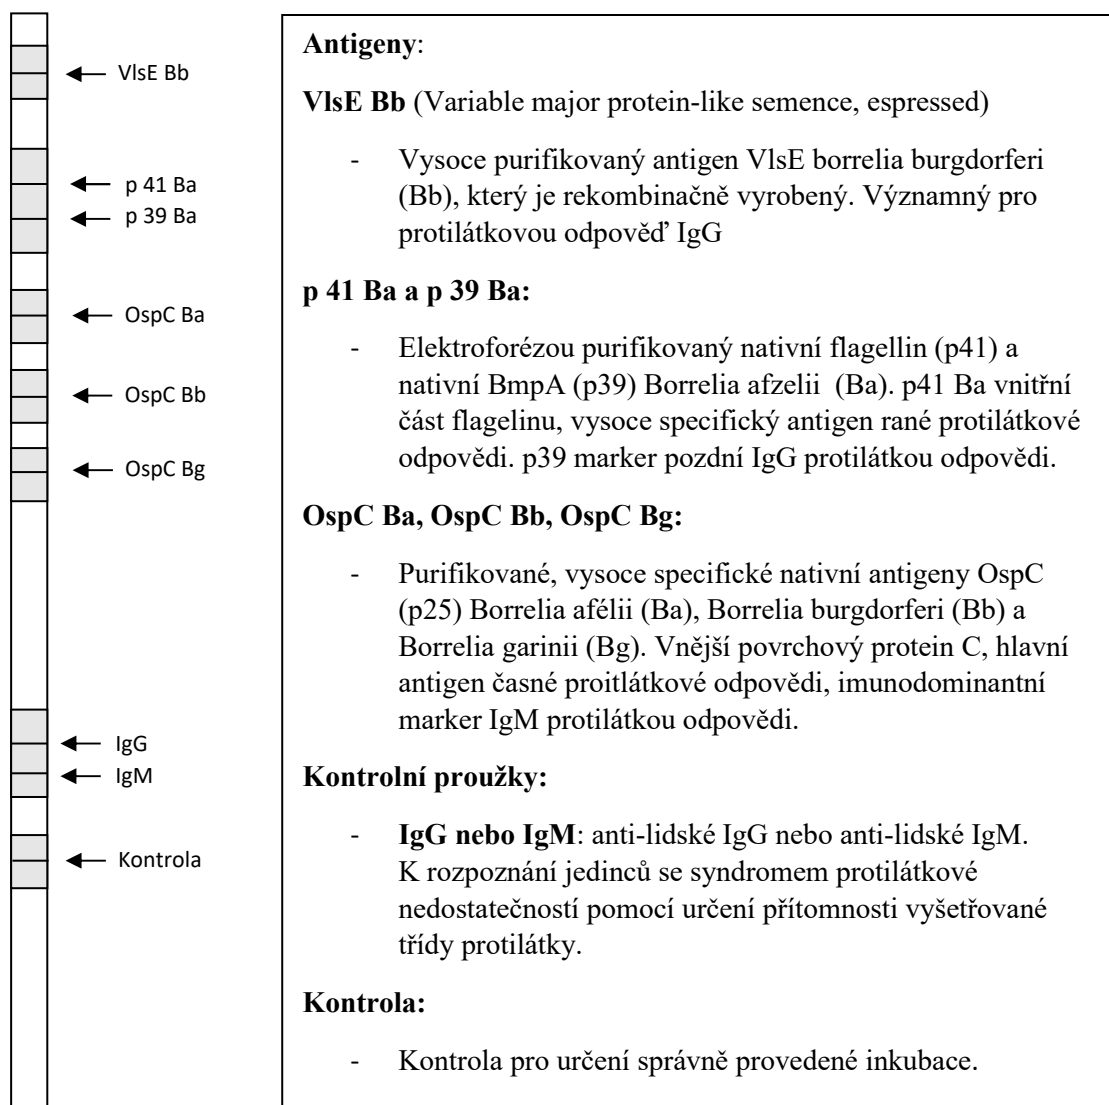 VlsE Bb
p 41 Ba
p 39 Ba
OspC Ba
OspC Bb
OspC Bg
IgG
IgM
Kontrola
Antigeny:
VlsE Bb (Variable major protein-like semence, espressed)
- Vysoce purifikovaný antigen VlsE borrelia burgdorferi
(Bb), který je rekombinačně vyrobený. Významný pro
protilátkovou odpověď IgG
p 41 Ba a p 39 Ba:
- Elektroforézou purifikovaný nativní flagellin (p41) a
nativní BmpA (p39) Borrelia afzelii (Ba). p41 Ba vnitřní
část flagelinu, vysoce specifický antigen rané protilátkové
odpovědi. p39 marker pozdní IgG protilátkou odpovědi.
OspC Ba, OspC Bb, OspC Bg:
- Purifikované, vysoce specifické nativní antigeny OspC
(p25) Borrelia afélii (Ba), Borrelia burgdorferi (Bb) a
Borrelia garinii (Bg). Vnější povrchový protein C, hlavní
antigen časné proitlátkové odpovědi, imunodominantní
marker IgM protilátkou odpovědi.
Kontrolní proužky:
- IgG nebo IgM: anti-lidské IgG nebo anti-lidské IgM.
K rozpoznání jedinců se syndromem protilátkové
nedostatečností pomocí určení přítomnosti vyšetřované
třídy protilátky.
Kontrola:
- Kontrola pro určení správně provedené inkubace.